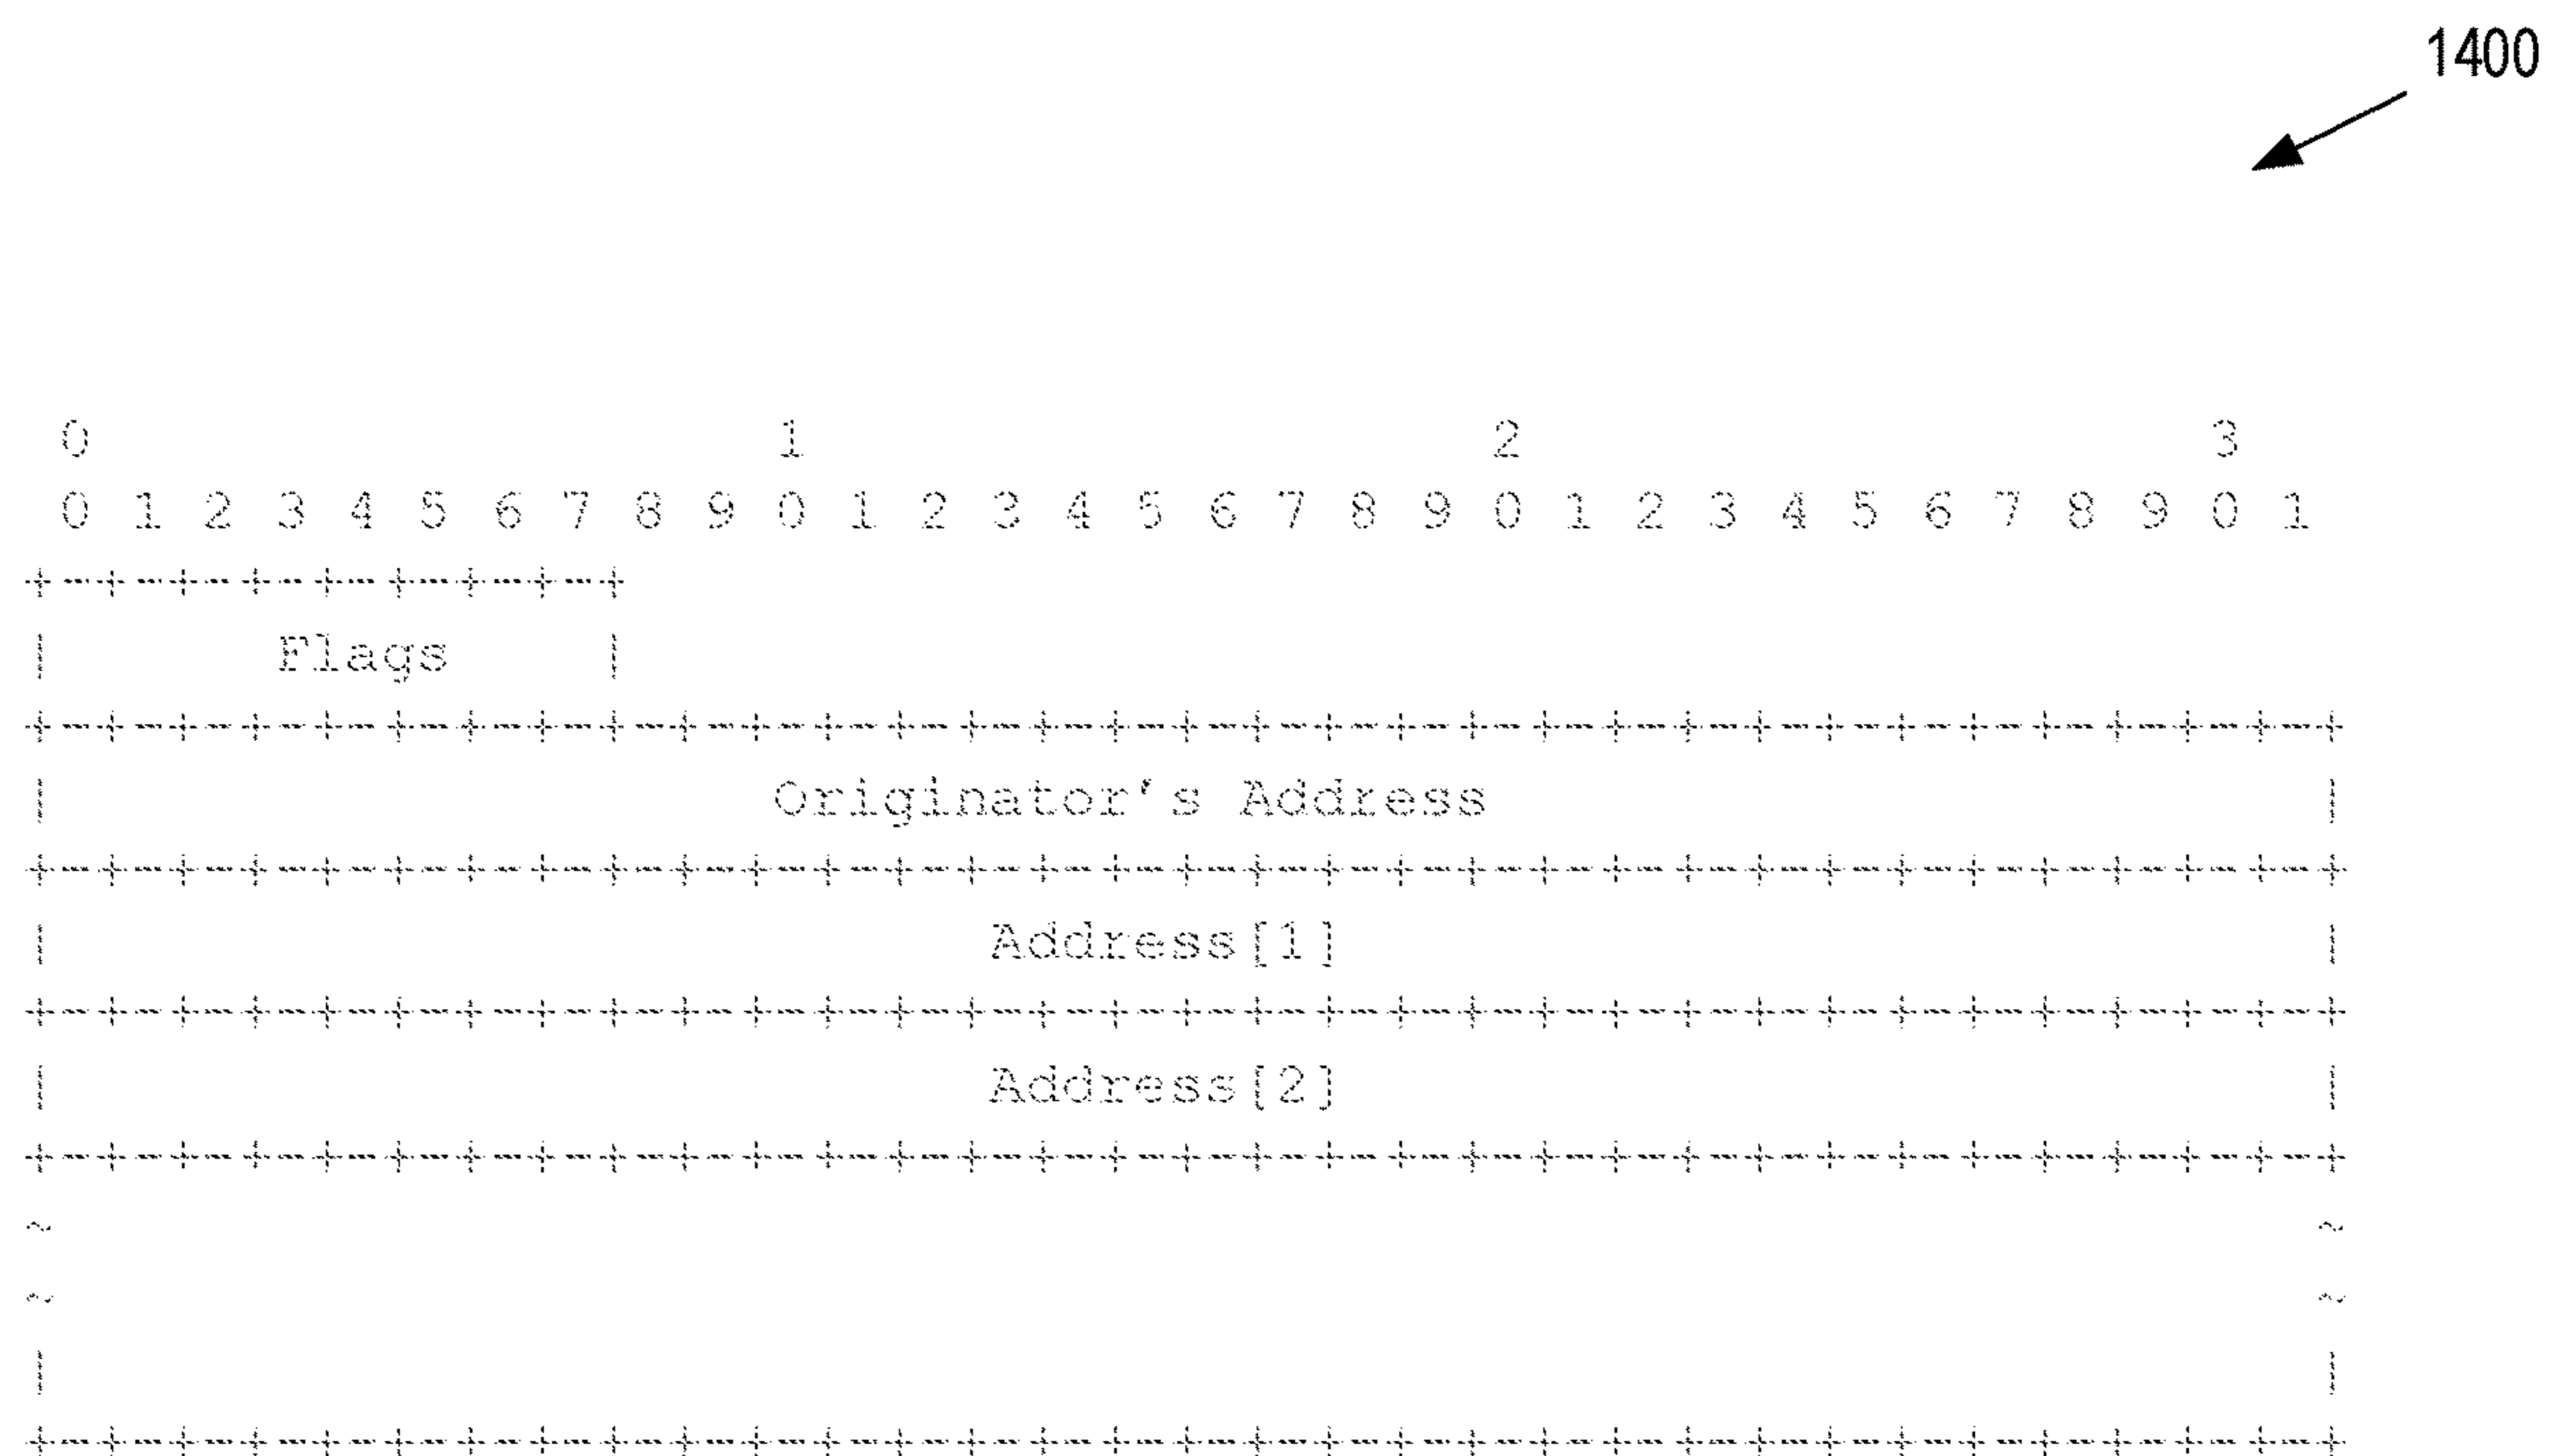 1400
0 1 2 3
0 1 2 3 4 5 6 7 8 9 0 1 2 3 4 5 6 7 8 9 0 1 2 3 4 5 6 7 8 9 0 1
+-+-+-+-+-+-+-+-+
| Flags |
+-+-+-+-+-+-+-+-+-+-+-+-+-+-+-+-+-+-+-+-+-+-+-+-+-+-+-+-+-+-+-+-+
| Originator's Address |
+-+-+-+-+-+-+-+-+-+-+-+-+-+-+-+-+-+-+-+-+-+-+-+-+-+-+-+-+-+-+-+-+
| Address[1] |
+-+-+-+-+-+-+-+-+-+-+-+-+-+-+-+-+-+-+-+-+-+-+-+-+-+-+-+-+-+-+-+-+
| Address[2] |
+-+-+-+-+-+-+-+-+-+-+-+-+-+-+-+-+-+-+-+-+-+-+-+-+-+-+-+-+-+-+-+-+
~ ~
~ ~
| |
+-+-+-+-+-+-+-+-+-+-+-+-+-+-+-+-+-+-+-+-+-+-+-+-+-+-+-+-+-+-+-+-+